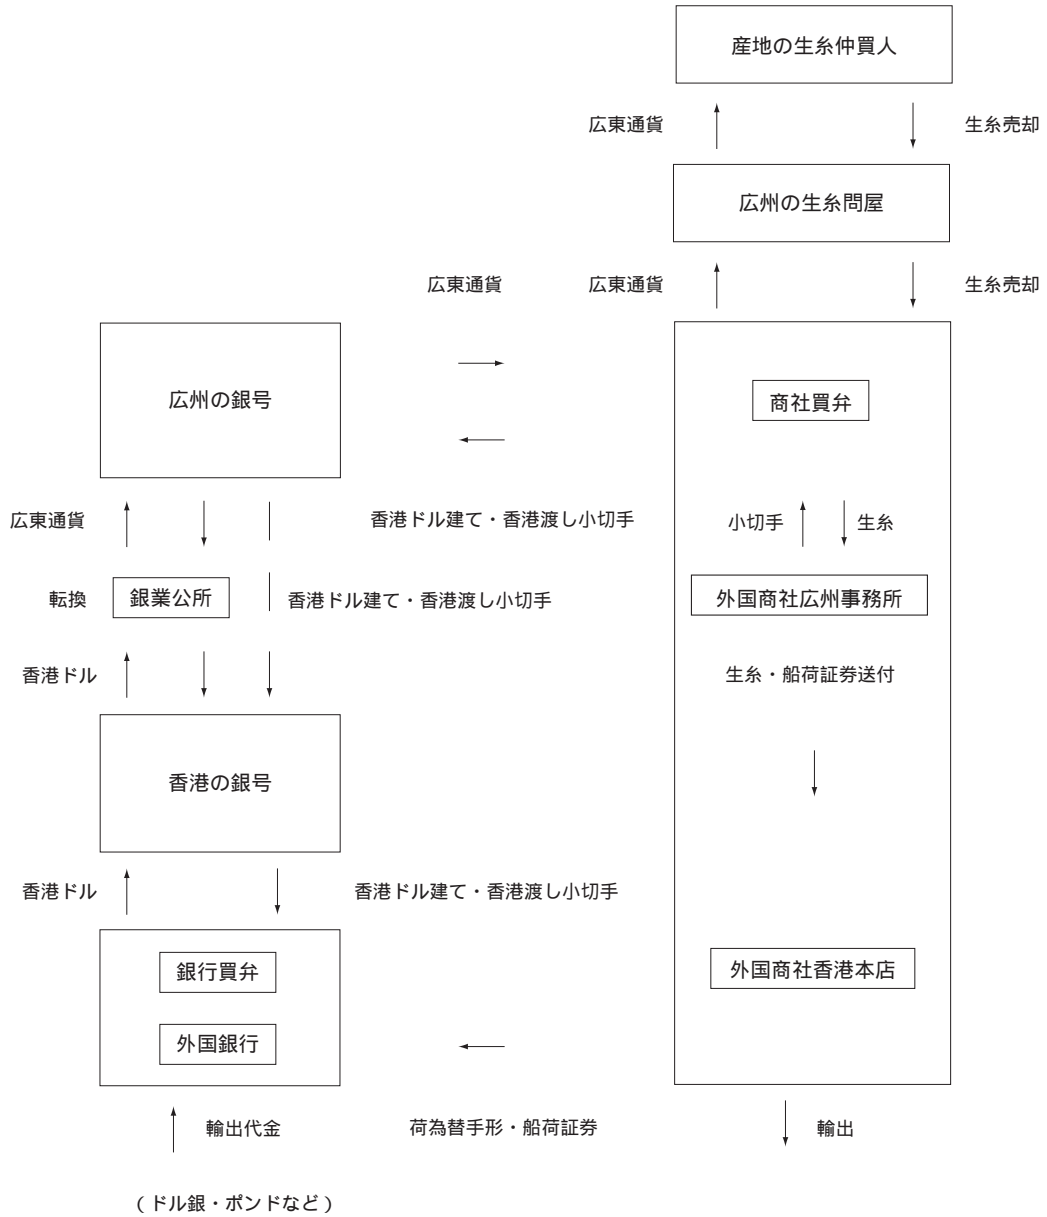 産地の生糸仲買人
広東通貨
生糸売却
広州の生糸問屋
広東通貨
広東通貨
生糸売却
広州の銀号
商社買弁
広東通貨
香港ドル建て・香港渡し小切手
小切手
生糸
転換
銀業公所
香港ドル建て・香港渡し小切手
外国商社広州事務所
香港ドル
生糸・船荷証券送付
香港の銀号
香港ドル
香港ドル建て・香港渡し小切手
銀行買弁
外国商社香港本店
外国銀行
輸出代金
荷為替手形・船荷証券
輸出
(ドル銀・ポンドなど)